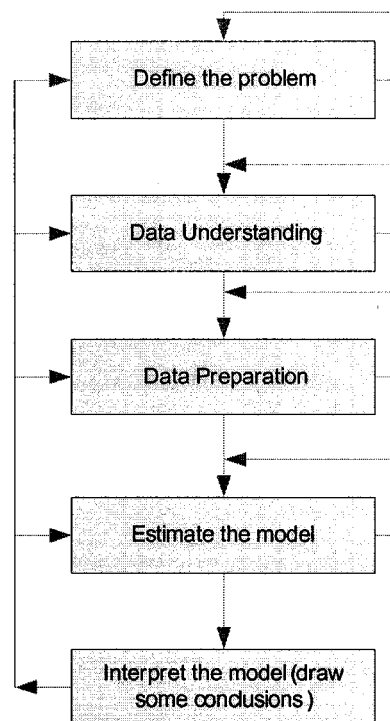 Define the problem
Data Understanding
Data Preparation
Estimate the model
Interpret the model (draw
some conclusions)